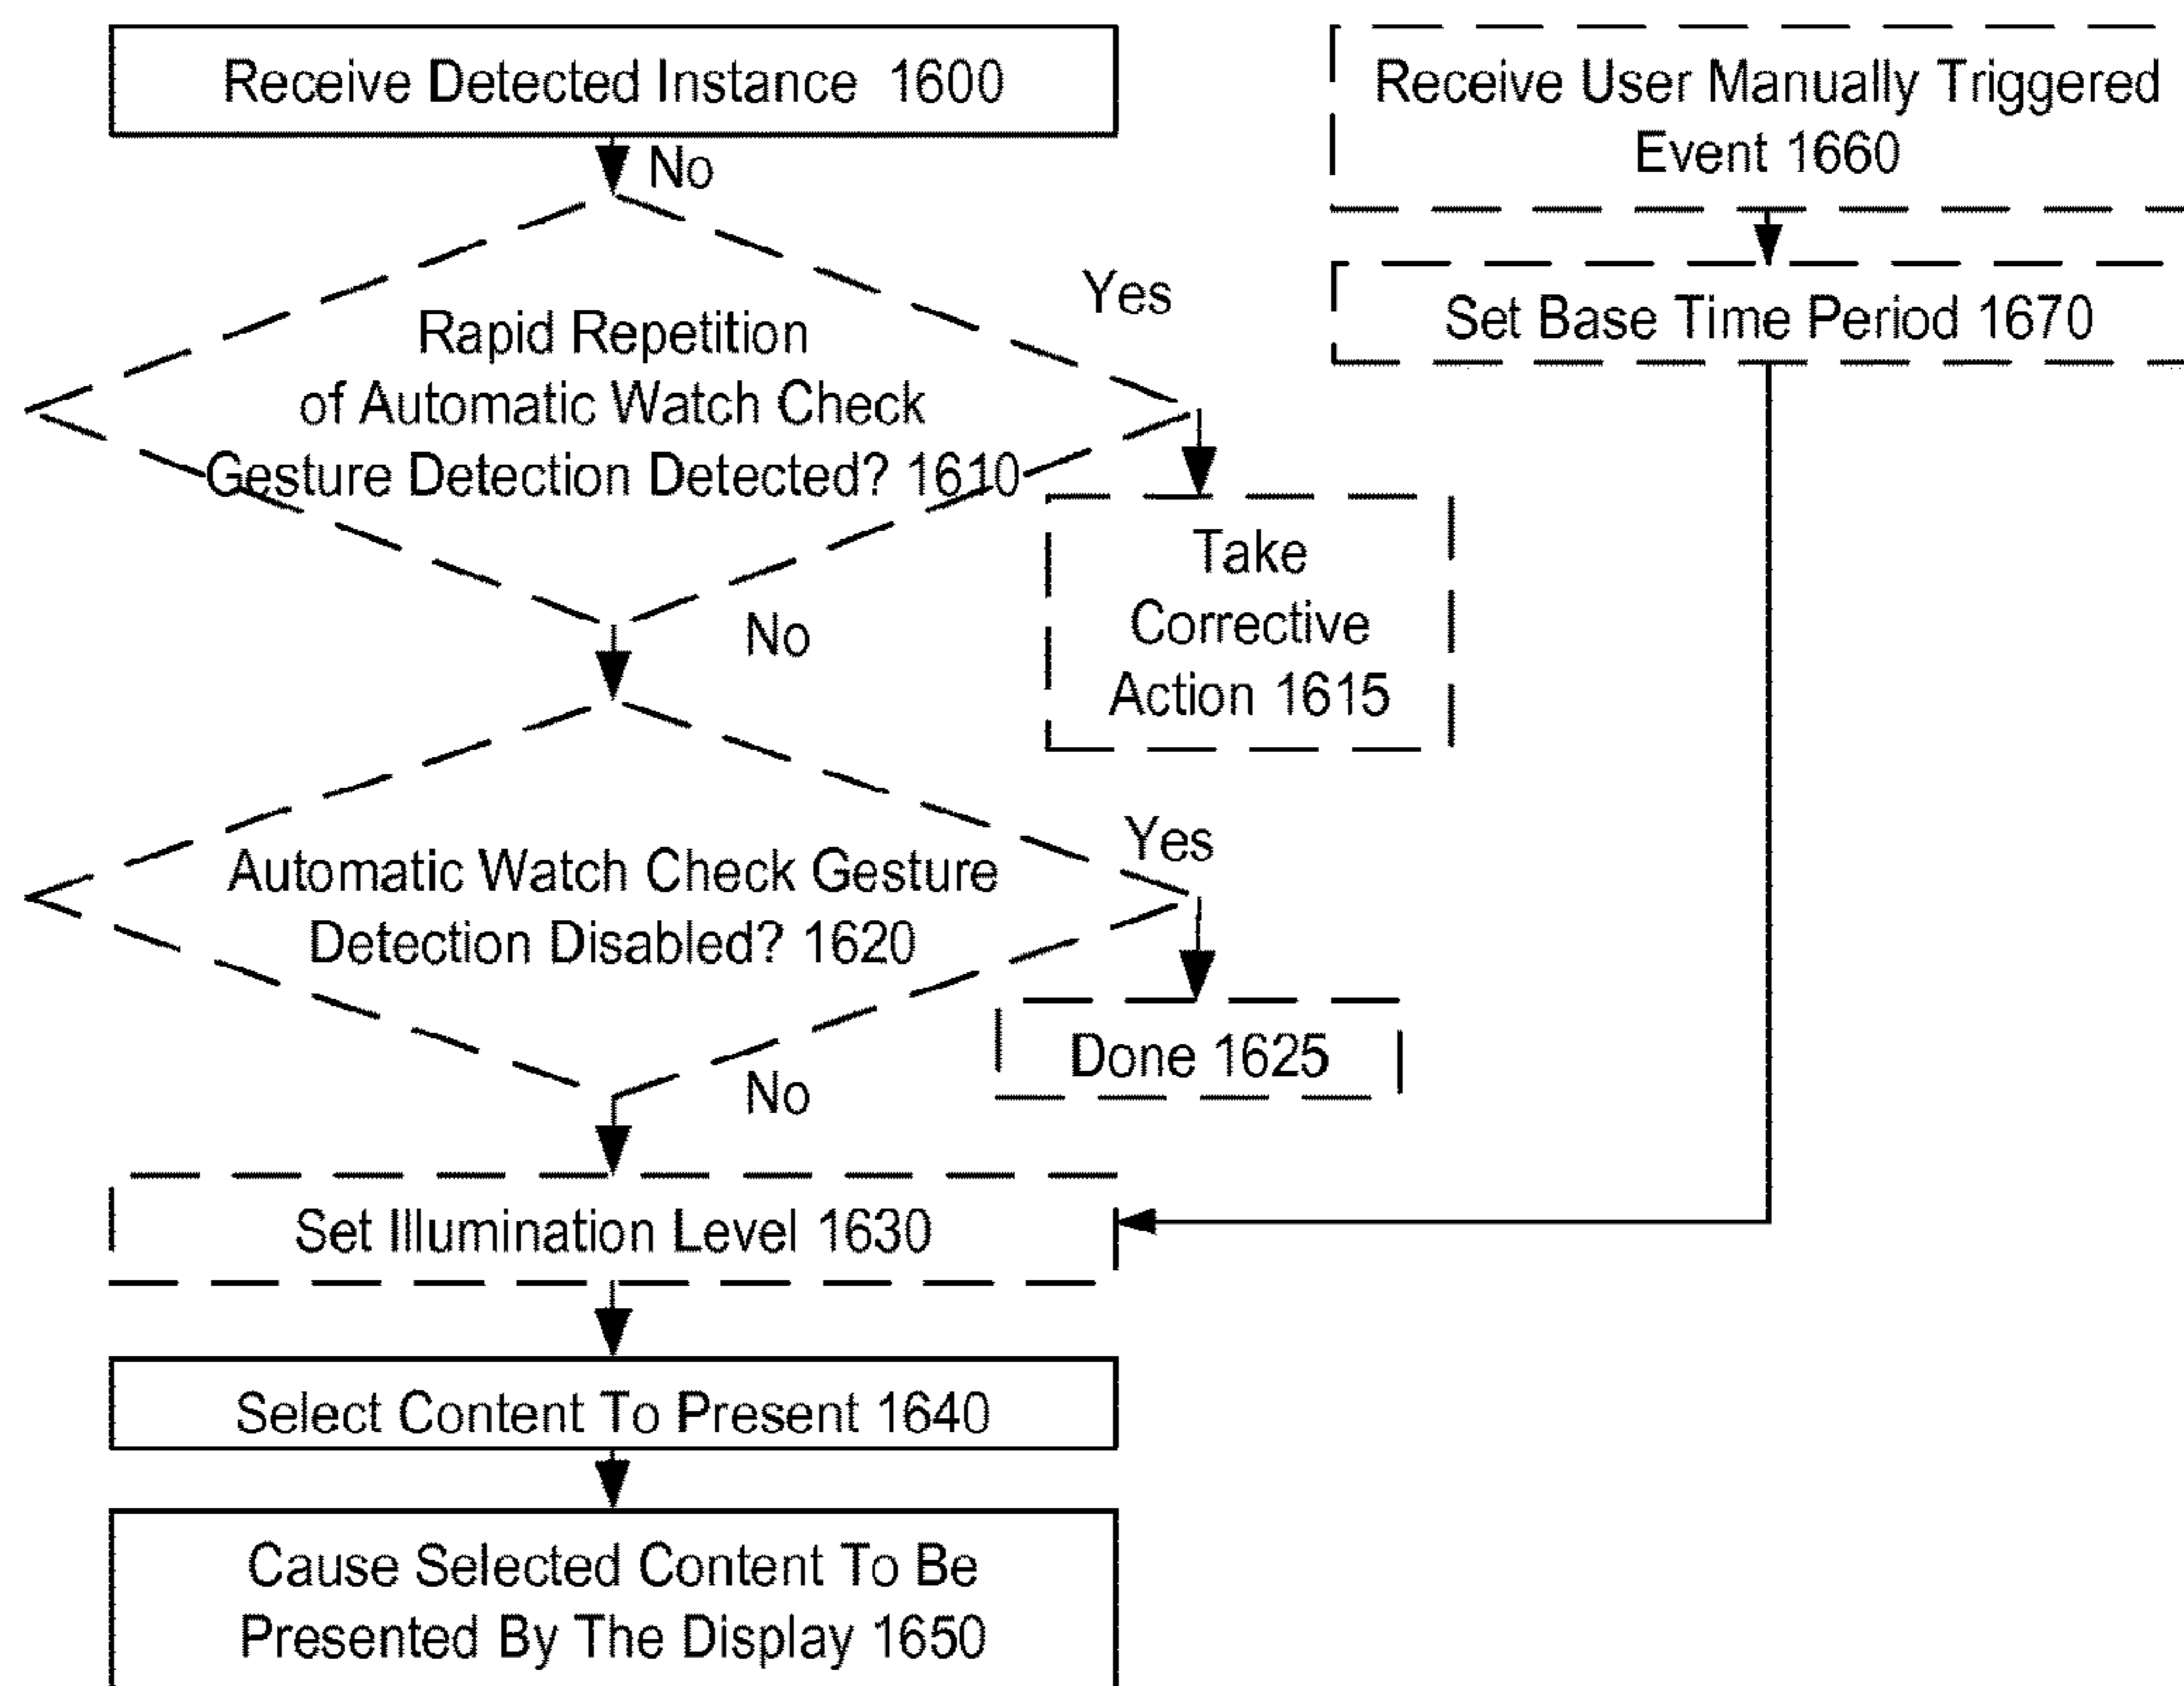 Receive Detected Instance 1600
No
Rapid Repetition
of Automatic Watch Check
Gesture Detection Detected? 1610
Yes
Take
Corrective
Action 1615
No
Automatic Watch Check Gesture
Detection Disabled? 1620
Yes
Done 1625
No
Set Illumination Level 1630
Select Content To Present 1640
Cause Selected Content To Be
Presented By The Display 1650
Receive User Manually Triggered
Event 1660
Set Base Time Period 1670